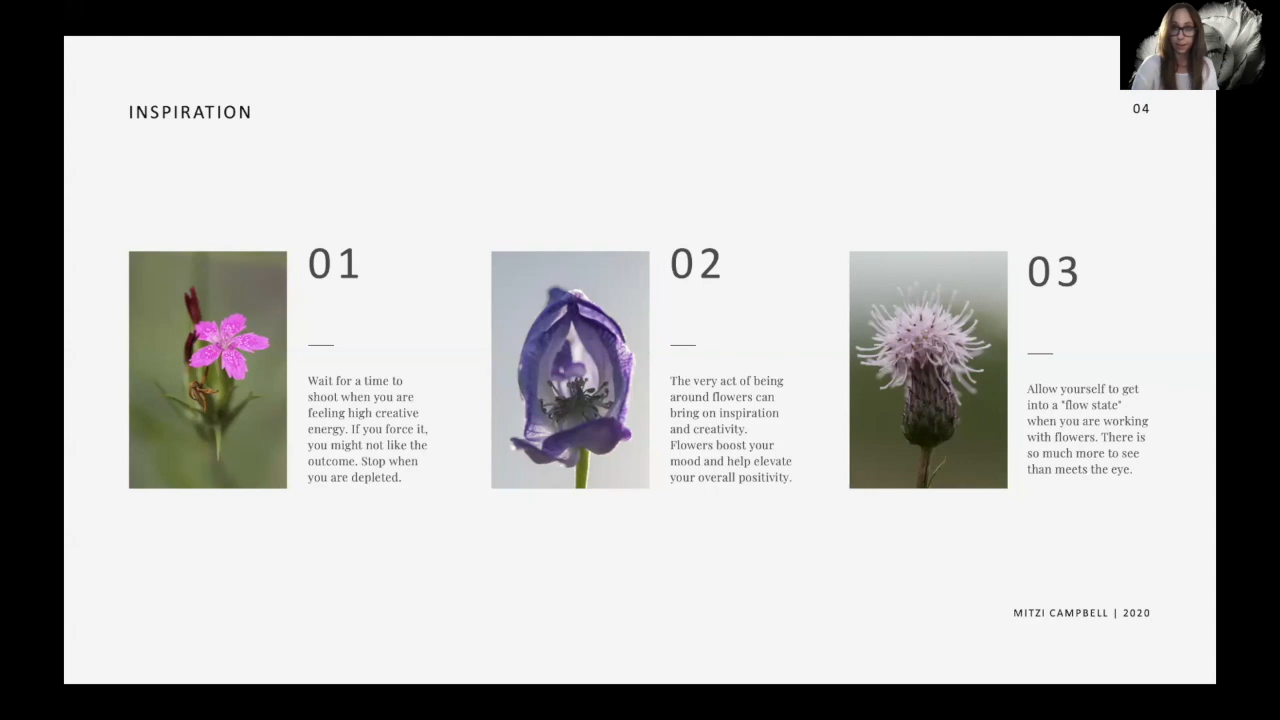 INSPIRATION
04
01
Wait for a time to
shoot when you are
feeling high creative
energy. If you force it,
you might not like the
outcome. Stop when
you are depleted.
02
The very act of being
around flowers can
bring on inspiration
and creativity.
Flowers boost your
mood and help elevate
your overall positivity.
03
Allow yourself to get
into a "flow state"
when you are working
with flowers. There is
so much more to see
than meets the eye.
MITZI CAMPBELL | 2020